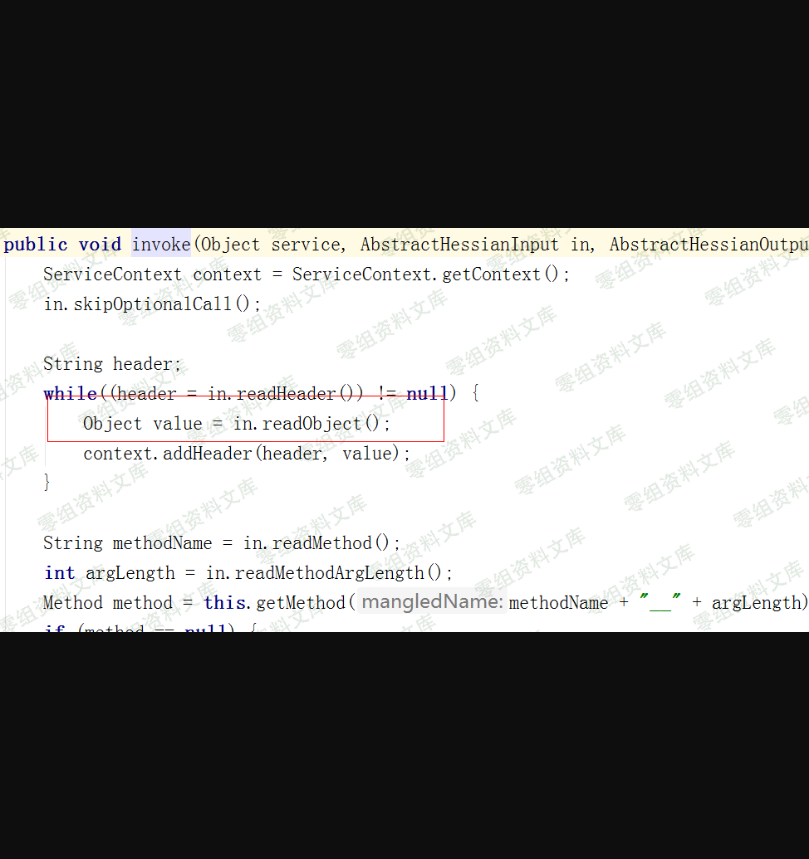 public void invoke(Object service, AbstractHessianInput in, AbstractHessianOutpu
ServiceContext context = ServiceContext.getContext();
in.skipOptionalCall();
String header;
while((header = in.readHeader()) != null) {
Object value = in.readObject();
context.addHeader(header, value);
}
String methodName = in.readMethod();
int argLength = in.readMethodArgLength();
Method method = this.getMethod( mangledName: methodName + "__" + argLength)
if (method == null) {
零组资料文库